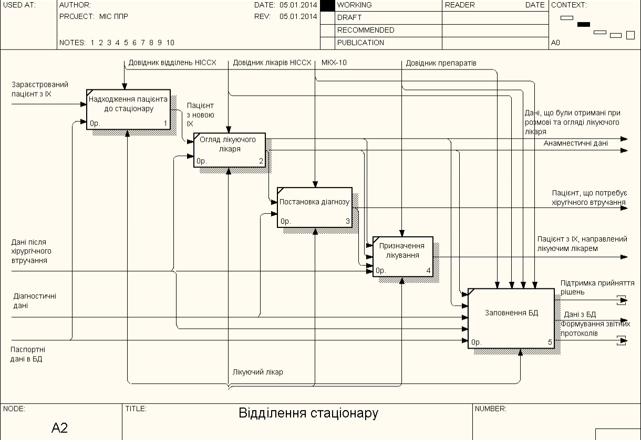 USED AT:
AUTHOR:
DATE: 05.01.2014
WORKING
READER
DATE
CONTEXT:
PROJECT: МІС ППР
REV: 05.01.2014
DRAFT
RECOMMENDED
NOTES: 1 2 3 4 5 6 7 8 9 10
PUBLICATION
A0
Довідник відділень НІССХ
Довідник лікарів НІССХ
МКХ-10
Довідник препаратів
Зараєстрований
пацієнт з ІХ
Надходження пацієнта
до стаціонару
0р.
1
Пацієнт
з новою
ІХ
Огляд лікуючого
лікаря
0р.
2
Дані, що були отримані при
розмові та огляді лікуючого
лікаря
Анамнестичні дані
Постановка діагнозу
0р.
3
Пацієнт, що потребує
хіругічного втручання
Призначення
лікування
0р.
4
Пацієнт з ІХ, направлений
лікуючим лікарем
Дані після
хірургічного
втручання
Діагностичні
дані
Паспортні
дані в БД
Заповнення БД
0р.
5
Підтримка прийняття
рішень
Дані з БД
Формування звітних
протоколів
Лікуючий лікар
NODE:
TITLE:
NUMBER:
A2
Відділення стаціонару